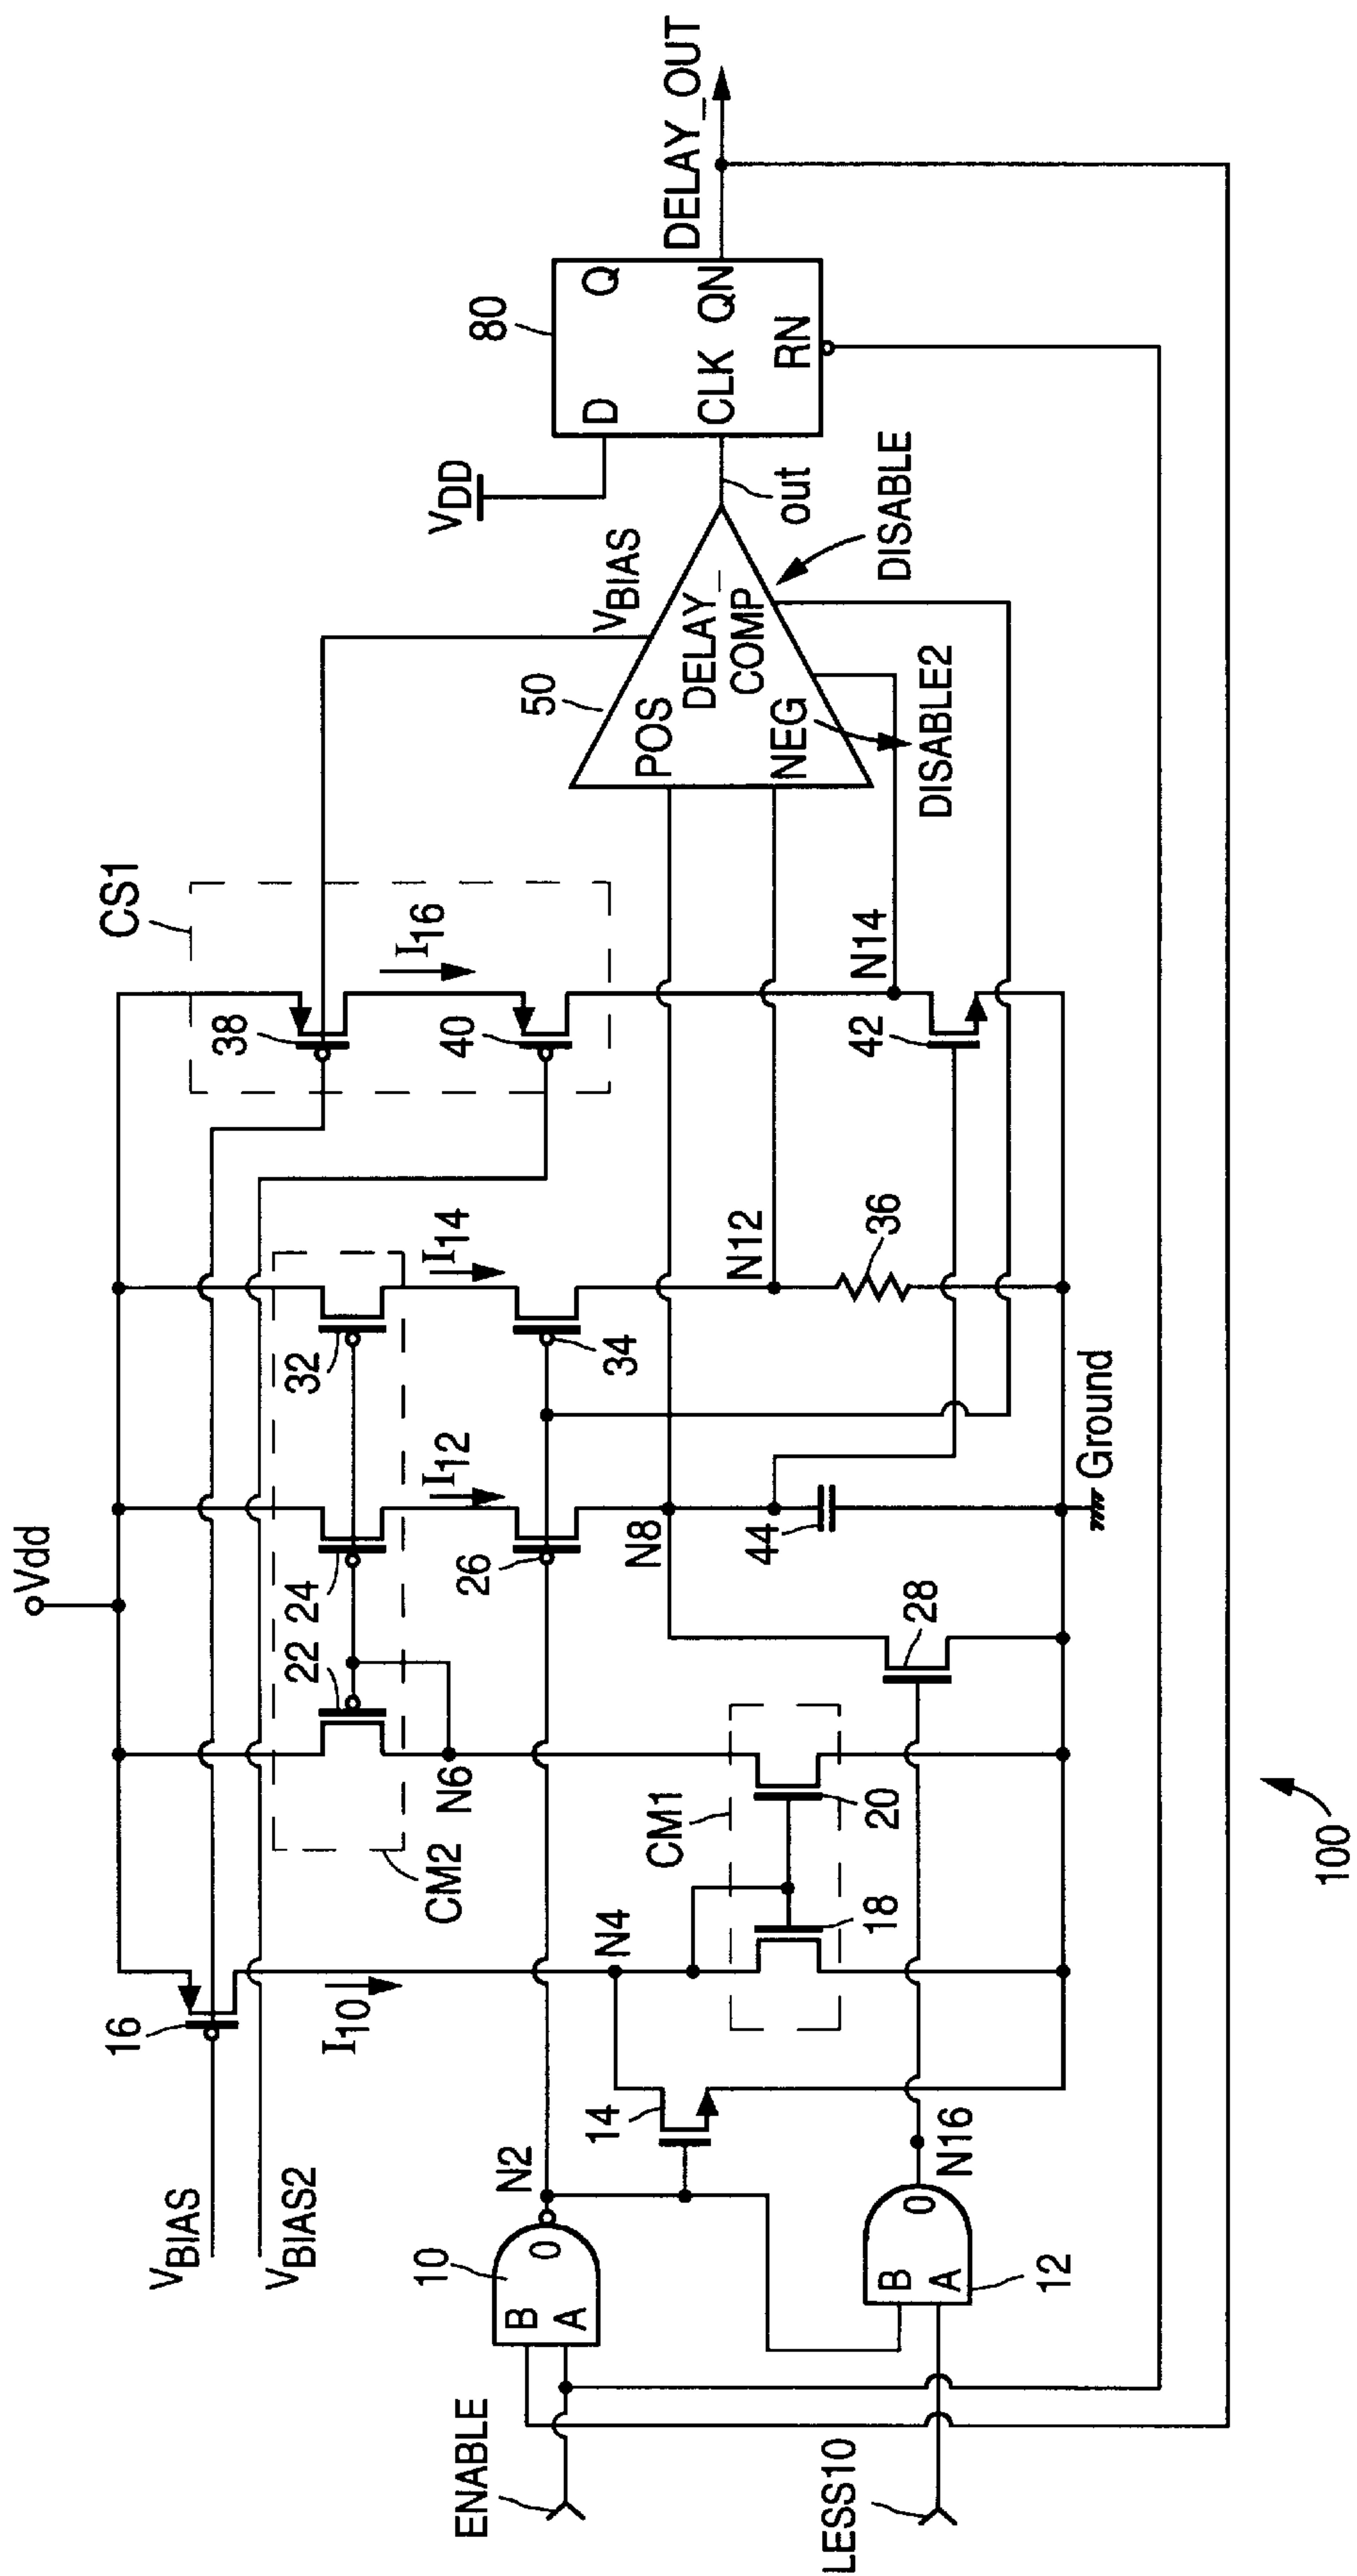 Vdd
VBIAS
VBIAS2
16
I10
CM2
22
24
32
N6
I12
I14
26
34
CS1
38
I16
40
VBIAS
VDD
80
D
Q
CLK
QN
RN
DELAY_OUT
50
POS
DELAY_
COMP
NEG
out
DISABLE
DISABLE2
N2
10
B
A
O
ENABLE
14
N4
CM1
18
20
N8
44
28
N12
36
42
N14
Ground
N16
12
B
A
O
LESS10
100